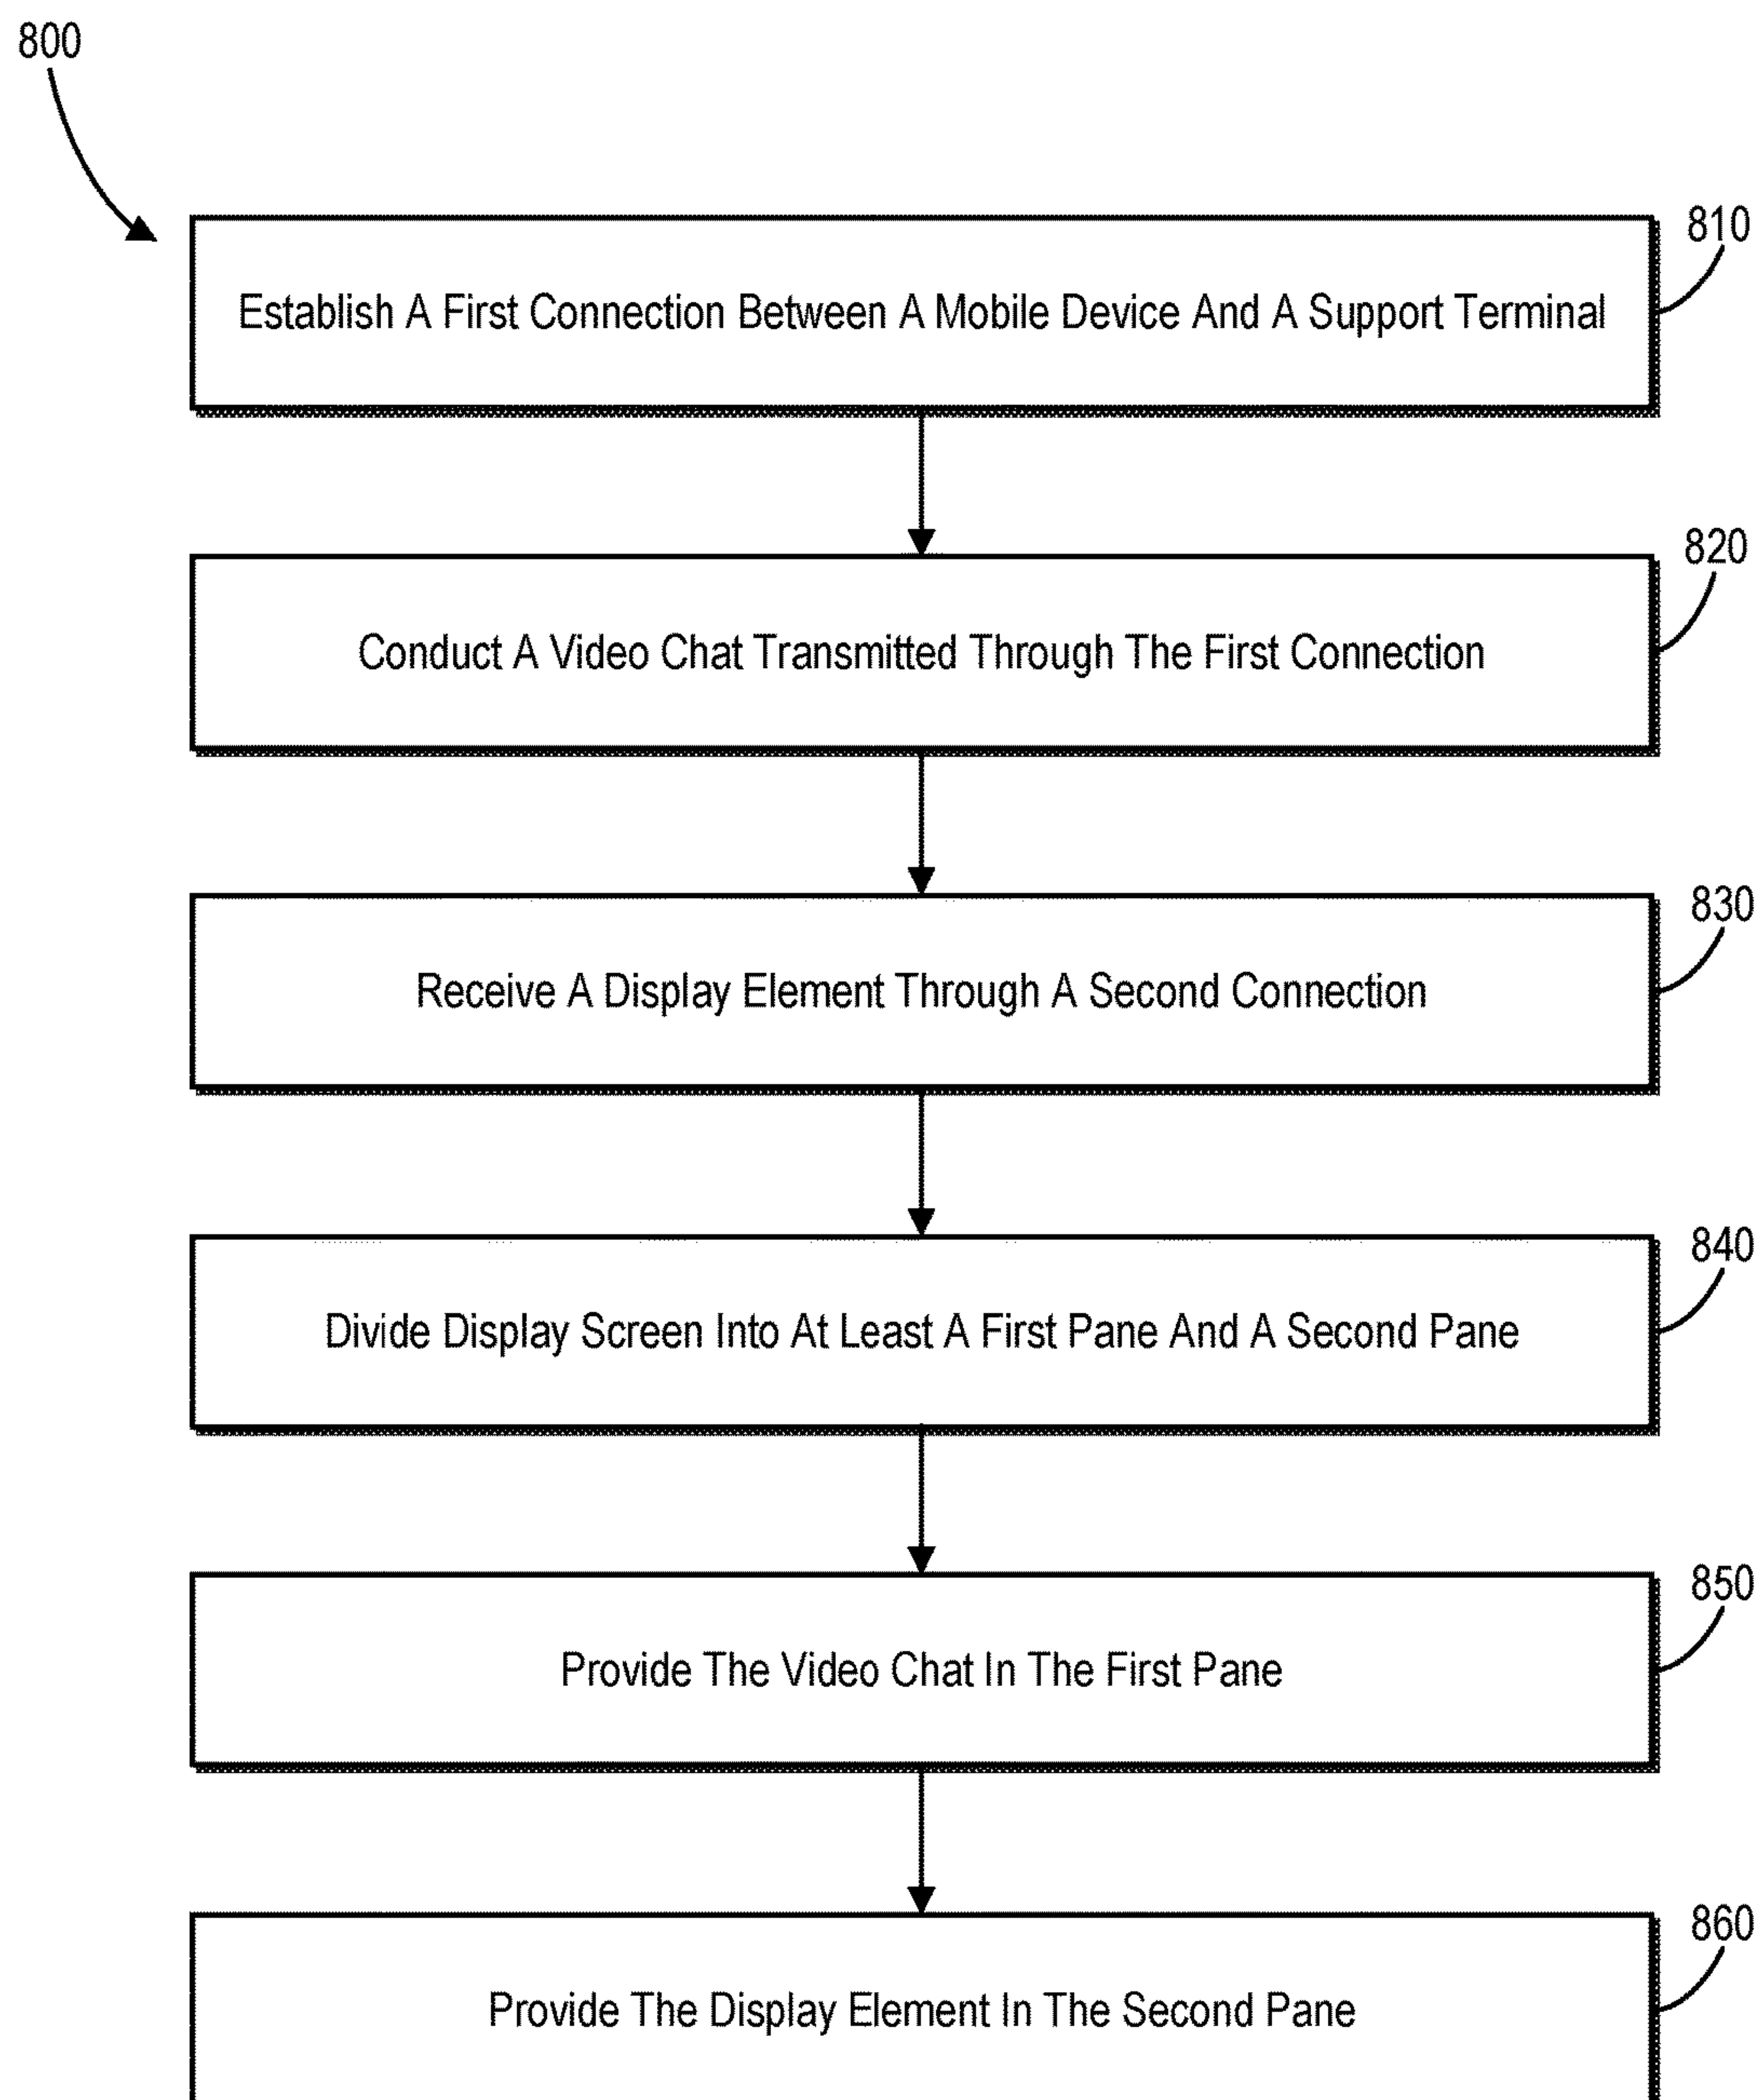 800
810
Establish A First Connection Between A Mobile Device And A Support Terminal
820
Conduct A Video Chat Transmitted Through The First Connection
830
Receive A Display Element Through A Second Connection
840
Divide Display Screen Into At Least A First Pane And A Second Pane
850
Provide The Video Chat In The First Pane
860
Provide The Display Element In The Second Pane